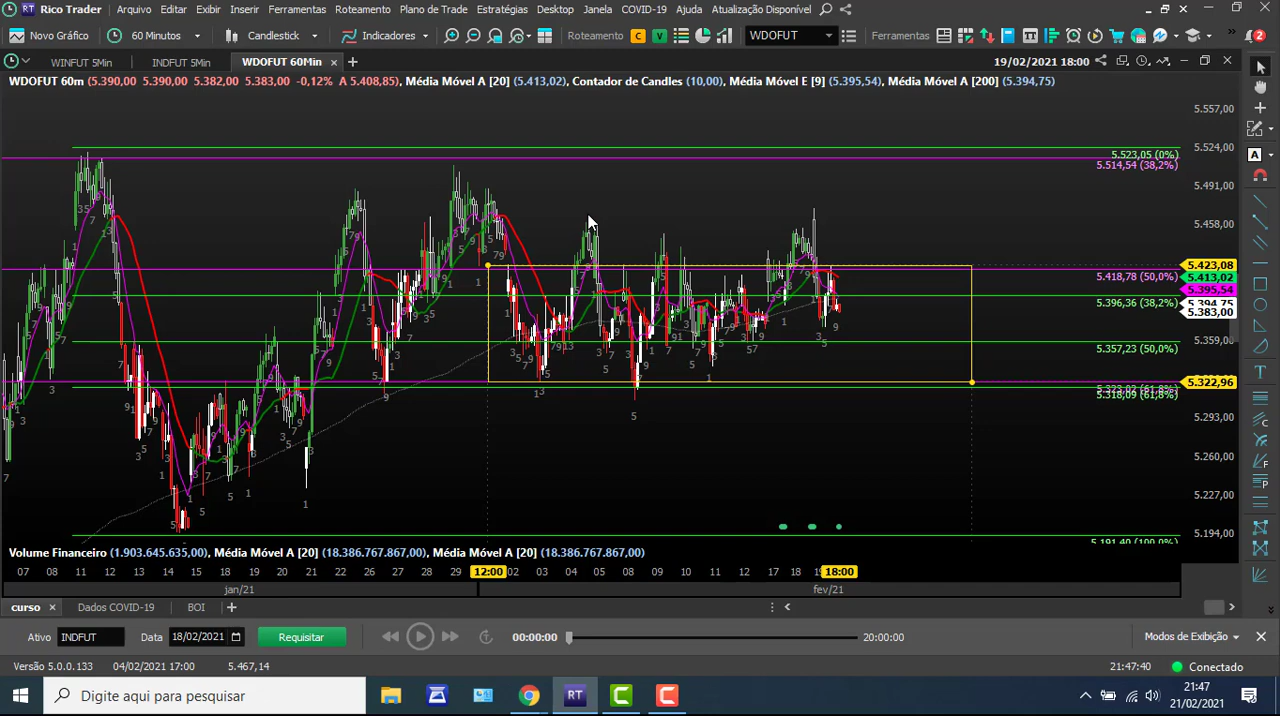 Rico Trader Arquivo Editar Exibir Inserir Ferramentas Roteamento Plano de Trade Estratégias Desktop Janela COVID-19 Ajuda Atualização Disponível
Novo Gráfico 60 Minutos Candlestick Indicadores Roteamento C V WDOFUT Ferramentas 2
WINFUT 5Min INDFUT 5Min WDOFUT 60Min 19/02/2021 18:00
WDOFUT 60m (5.390,00 5.390,00 5.382,00 5.383,00 -0,12% A 5.408,85), Média Móvel A [20] (5.413,02), Contador de Candles (10,00), Média Móvel E [9] (5.395,54), Média Móvel A [200] (5.394,75)
5.557,00
5.523,05 (0%) 5.524,00
5.514,54 (38,2%)
5.491,00
5.458,00
5.423,08
5.418,78 (50,0%) 5.413,02
5.395,54
5.396,36 (38,2%) 5.394,75
5.383,00
5.357,23 (50,0%) 5.359,00
5.322,96
5.318,09 (61,8%)
5.293,00
5.260,00
5.227,00
5.194,00
5.191,40 (100,0%)
Volume Financeiro (1.903.645.635,00), Média Móvel A [20] (18.386.767.867,00), Média Móvel A [20] (18.386.767.867,00)
07 08 11 12 13 14 15 18 19 20 21 22 26 27 28 29 12:00 02 03 04 05 08 09 10 11 12 17 18 18:00
jan/21 fev/21
curso Dados COVID-19 BOI
Ativo INDFUT Data 18/02/2021 Requisitar 00:00:00 20:00:00 Modos de Exibição
Versão 5.0.0.133 04/02/2021 17:00 5.467,14 21:47:40 Conectado
Digite aqui para pesquisar RT 21:47
21/02/2021